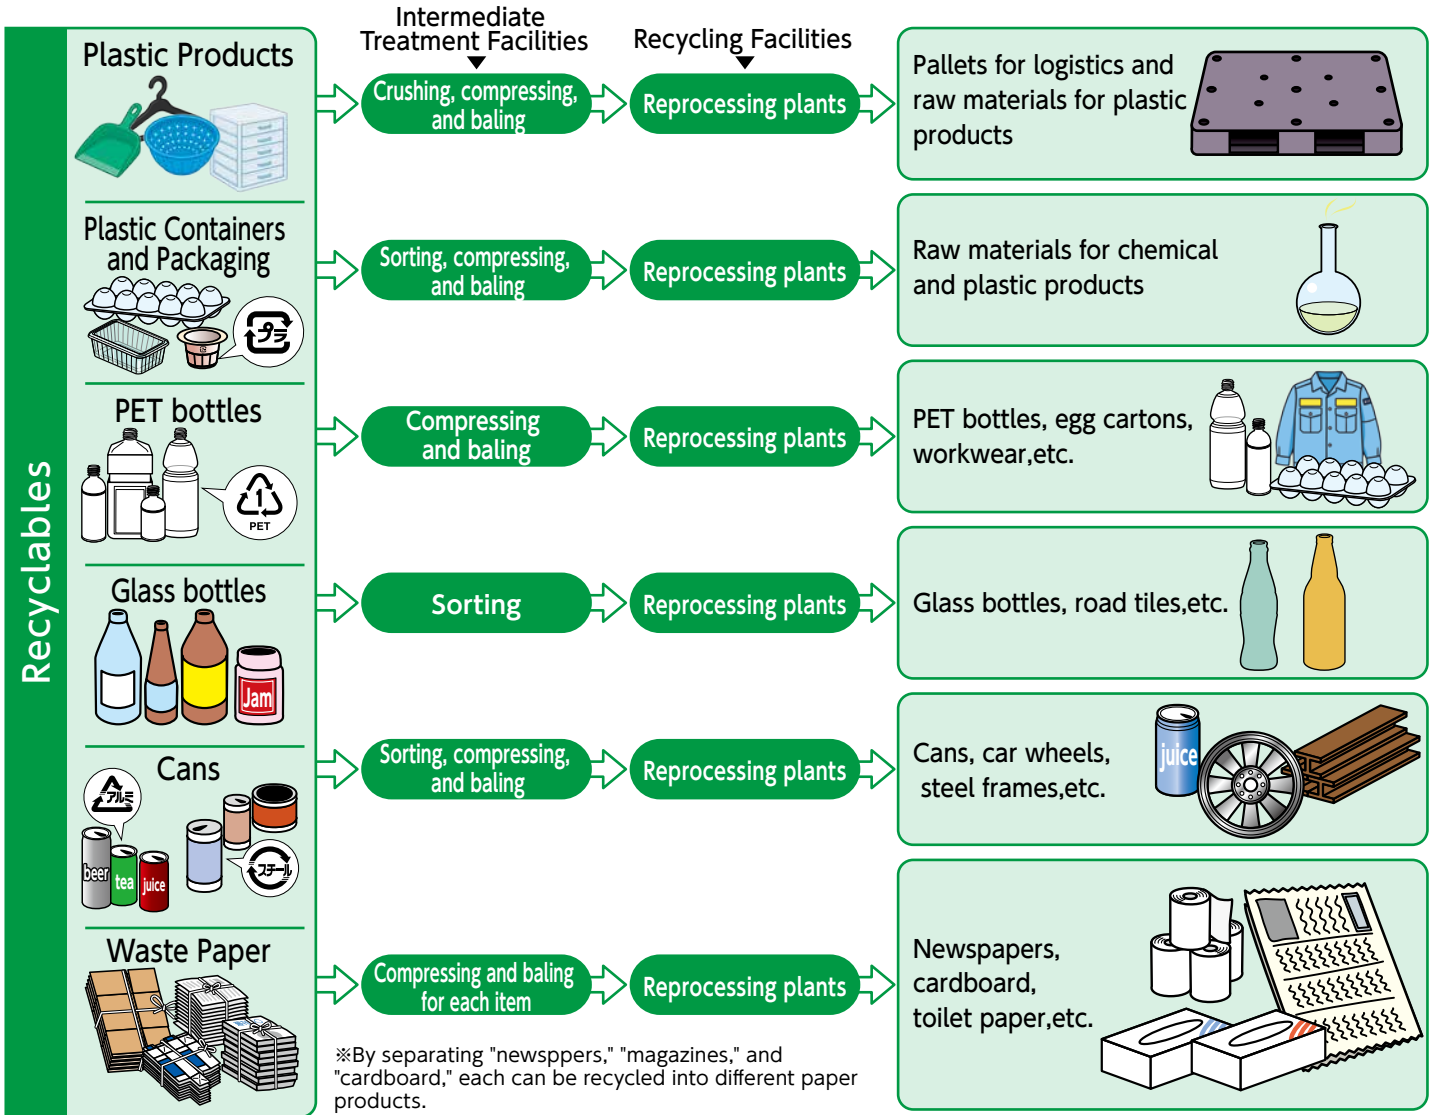 Intermediate
Treatment Facilities
Recycling Facilities
Recyclables
Plastic Products
Crushing, compressing,
and baling
Reprocessing plants
Pallets for logistics and
raw materials for plastic
products
Plastic Containers
and Packaging
プラ
Sorting, compressing,
and baling
Reprocessing plants
Raw materials for chemical
and plastic products
PET bottles
1
PET
Compressing
and baling
Reprocessing plants
PET bottles, egg cartons,
workwear,etc.
Glass bottles
Jam
Sorting
Reprocessing plants
Glass bottles, road tiles,etc.
Cans
アルミ
beer
tea
juice
スチール
Sorting, compressing,
and baling
Reprocessing plants
Cans, car wheels,
steel frames,etc.
juice
Waste Paper
Compressing and baling
for each item
Reprocessing plants
Newspapers,
cardboard,
toilet paper,etc.
※By separating "newsppers," "magazines," and
"cardboard," each can be recycled into different paper
products.